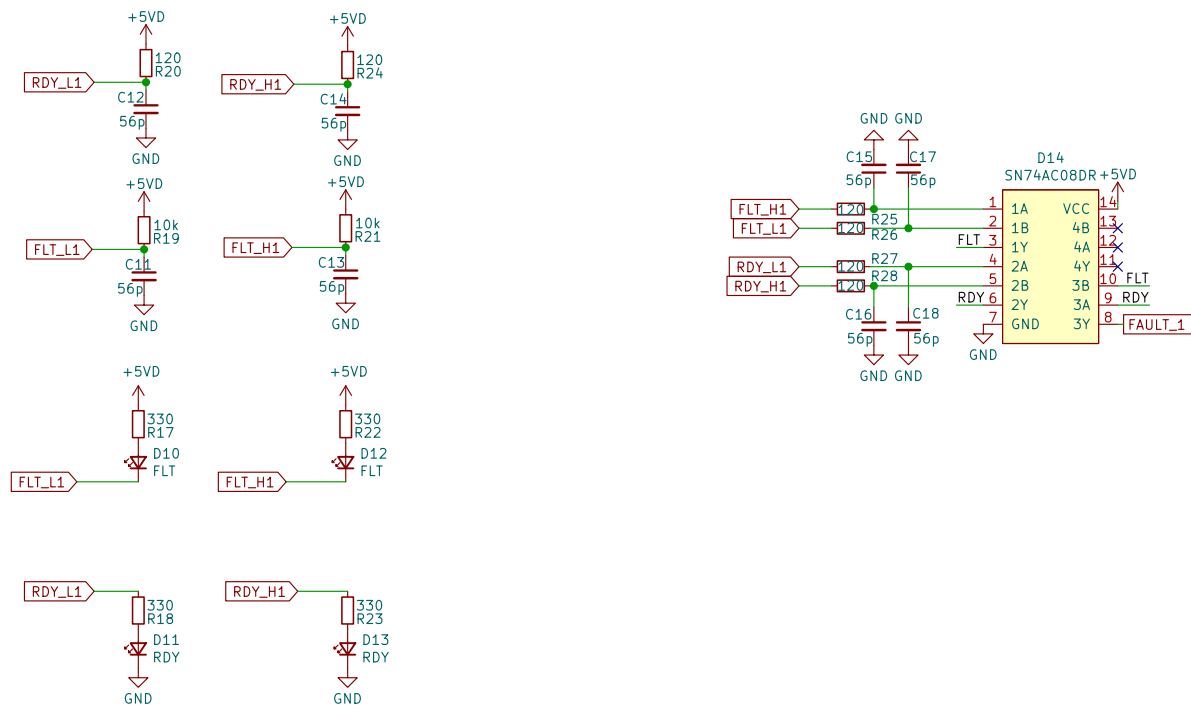 +5VD
120
R20
RDY_L1
C12
56p
GND
+5VD
120
R24
RDY_H1
C14
56p
GND
+5VD
10k
R19
FLT_L1
C11
56p
GND
+5VD
10k
R21
FLT_H1
C13
56p
GND
+5VD
330
R17
D10
FLT
FLT_L1
+5VD
330
R22
D12
FLT
FLT_H1
RDY_L1
330
R18
D11
RDY
GND
RDY_H1
330
R23
D13
RDY
GND
GND GND
C15 C17
56p 56p
FLT_H1 120 R25
FLT_L1 120 R26
FLT
RDY_L1 120 R27
RDY_H1 120 R28
RDY
C16 C18
56p 56p
GND GND
GND
D14
SN74AC08DR
+5VD
1 1A VCC 14
2 1B 4B 13
3 1Y 4A 12
4 2A 4Y 11
5 2B 3B 10 FLT
6 2Y 3A 9 RDY
7 GND 3Y 8 FAULT_1